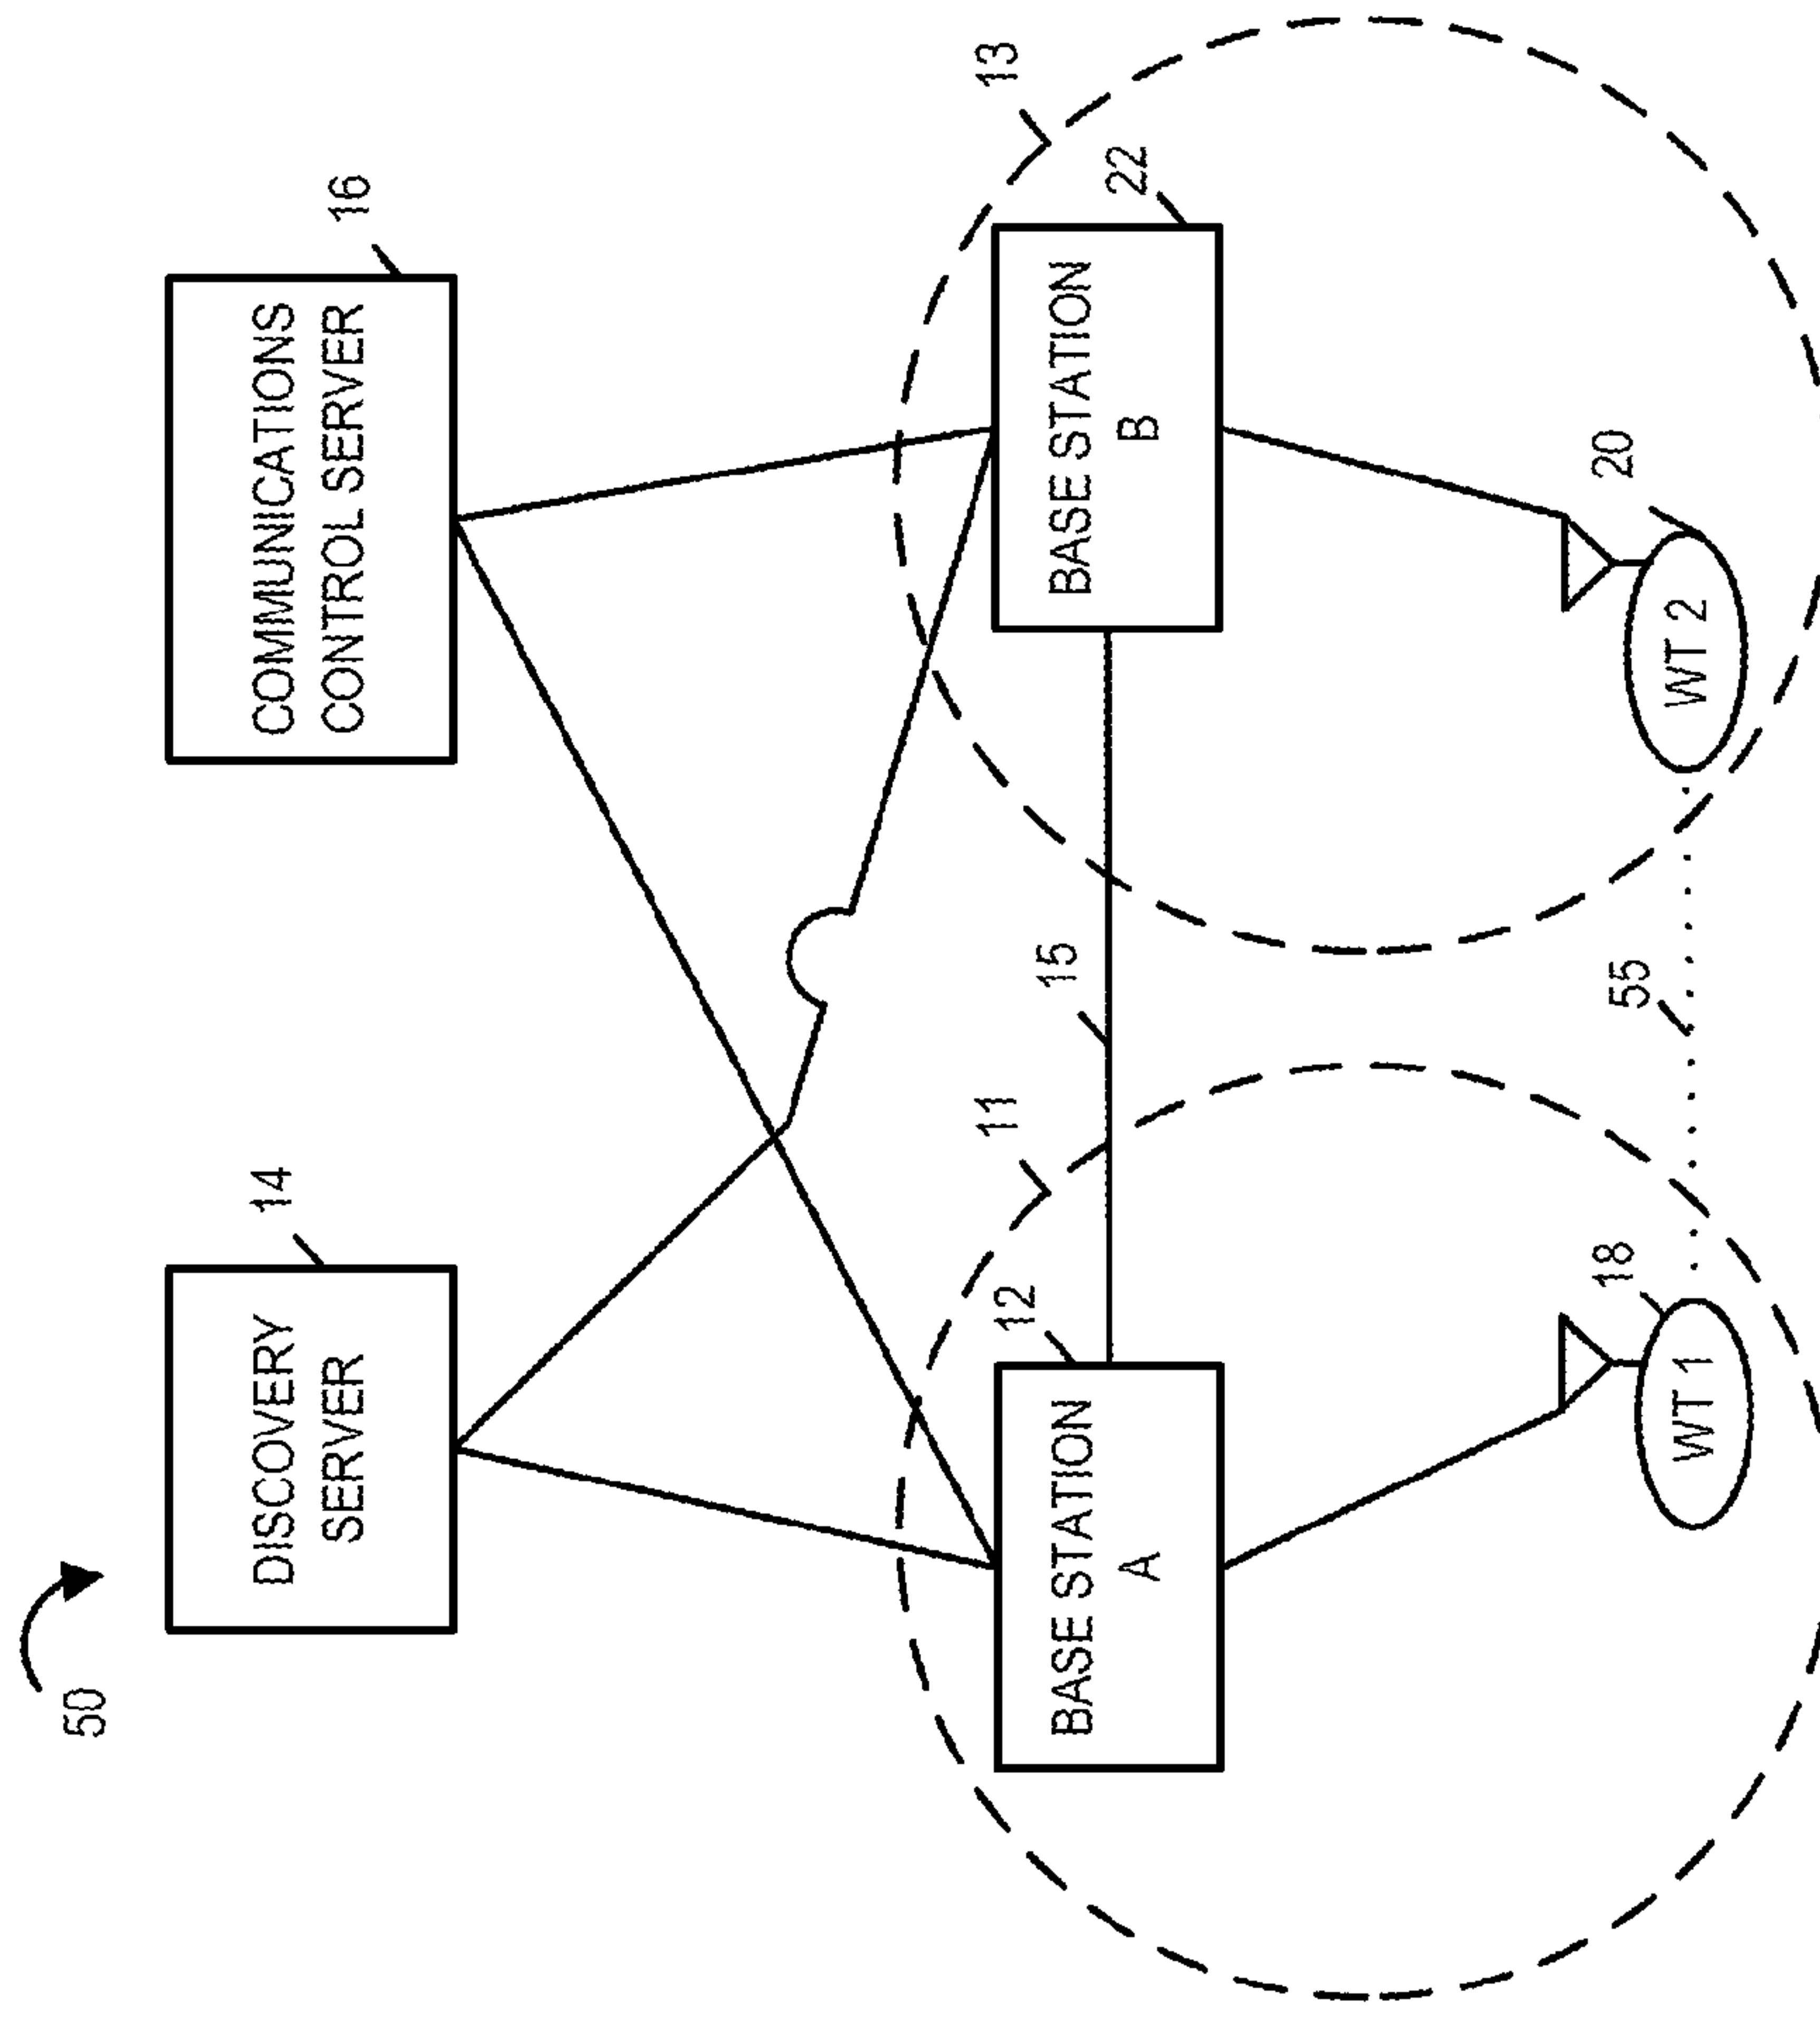 50
DISCOVERY
SERVER
14
COMMUNICATIONS
CONTROL SERVER
16
12
11
15
13
BASE STATION
A
BASE STATION
B
22
18
WT 1
55
20
WT 2